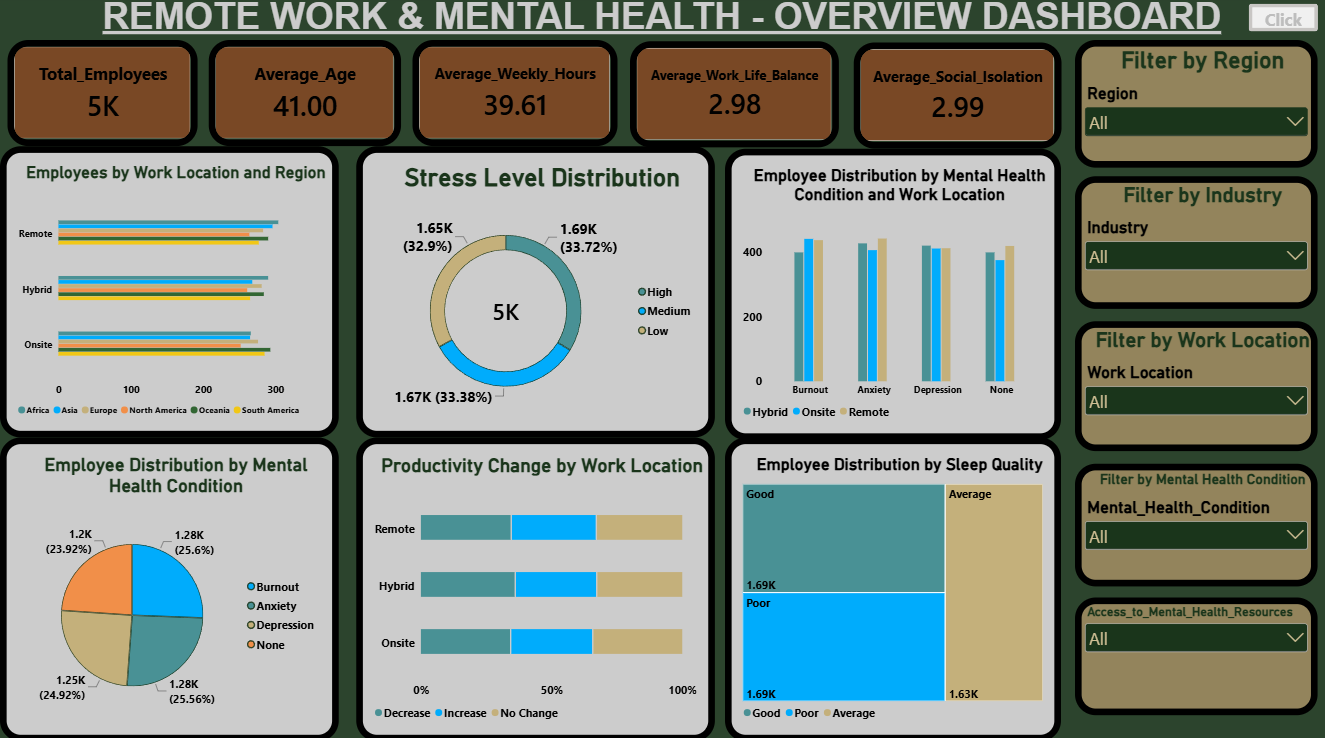 REMOTE WORK & MENTAL HEALTH - OVERVIEW DASHBOARD
Click
Total_Employees
5K
Average_Age
41.00
Average_Weekly_Hours
39.61
Average_Work_Life_Balance
2.98
Average_Social_Isolation
2.99
Filter by Region
Region
All
Filter by Industry
Industry
All
Filter by Work Location
Work Location
All
Filter by Mental Health Condition
Mental_Health_Condition
All
Access_to_Mental_Health_Resources
All
Employees by Work Location and Region
Remote
Hybrid
Onsite
0 100 200 300
Africa Asia Europe North America Oceania South America
Stress Level Distribution
1.65K
(32.9%)
1.69K
(33.72%)
5K
1.67K (33.38%)
High
Medium
Low
Employee Distribution by Mental Health
Condition and Work Location
400
200
0
Burnout Anxiety Depression None
Hybrid Onsite Remote
Employee Distribution by Mental
Health Condition
1.2K
(23.92%)
1.28K
(25.6%)
1.25K
(24.92%)
1.28K
(25.56%)
Burnout
Anxiety
Depression
None
Productivity Change by Work Location
Remote
Hybrid
Onsite
0% 50% 100%
Decrease Increase No Change
Employee Distribution by Sleep Quality
Good
1.69K
Poor
1.69K
Average
1.63K
Good Poor Average